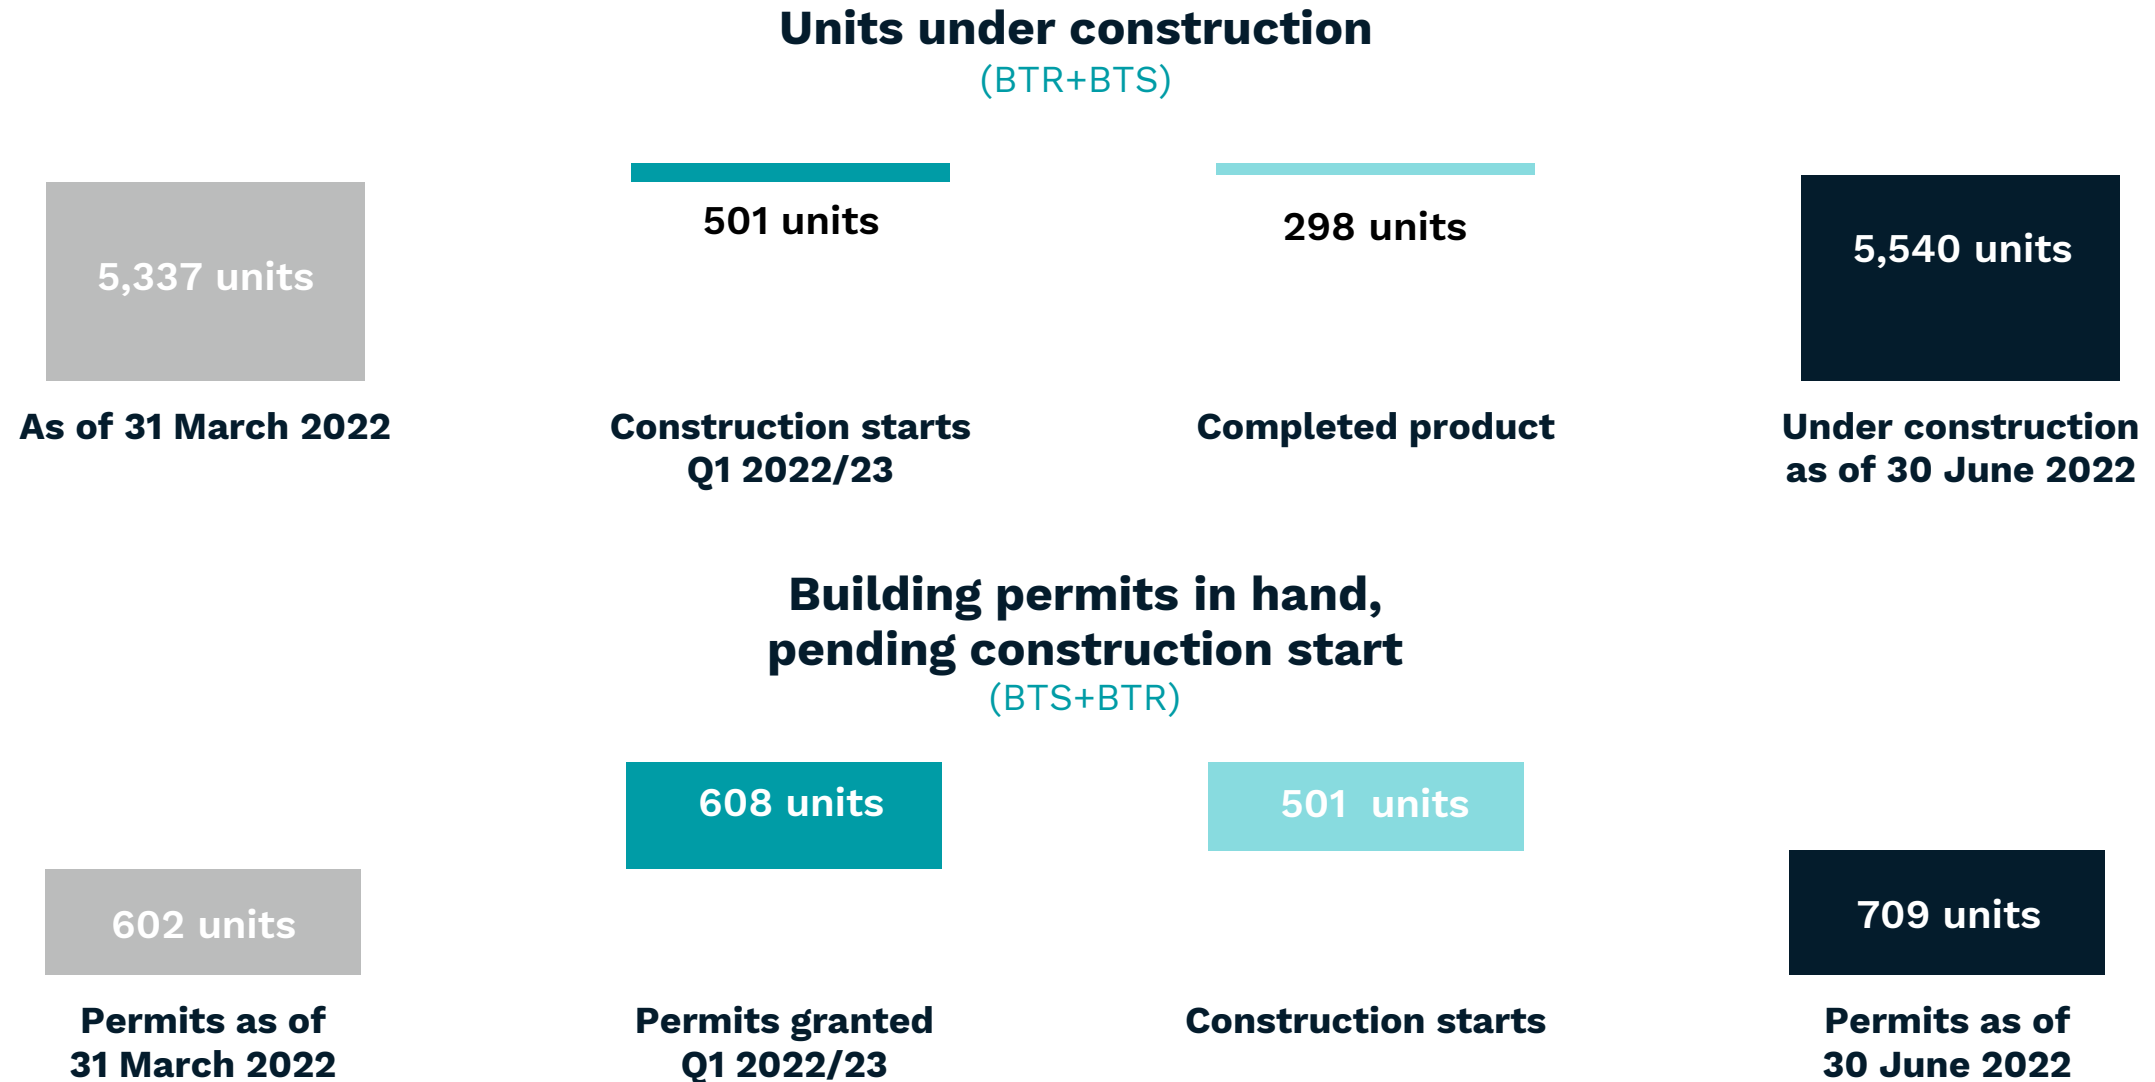 Units under construction
(BTR+BTS)
5,337 units
501 units
298 units
5,540 units
As of 31 March 2022
Construction starts
Q1 2022/23
Completed product
Under construction
as of 30 June 2022
Building permits in hand,
pending construction start
(BTS+BTR)
602 units
608 units
501 units
709 units
Permits as of
31 March 2022
Permits granted
Q1 2022/23
Construction starts
Permits as of
30 June 2022